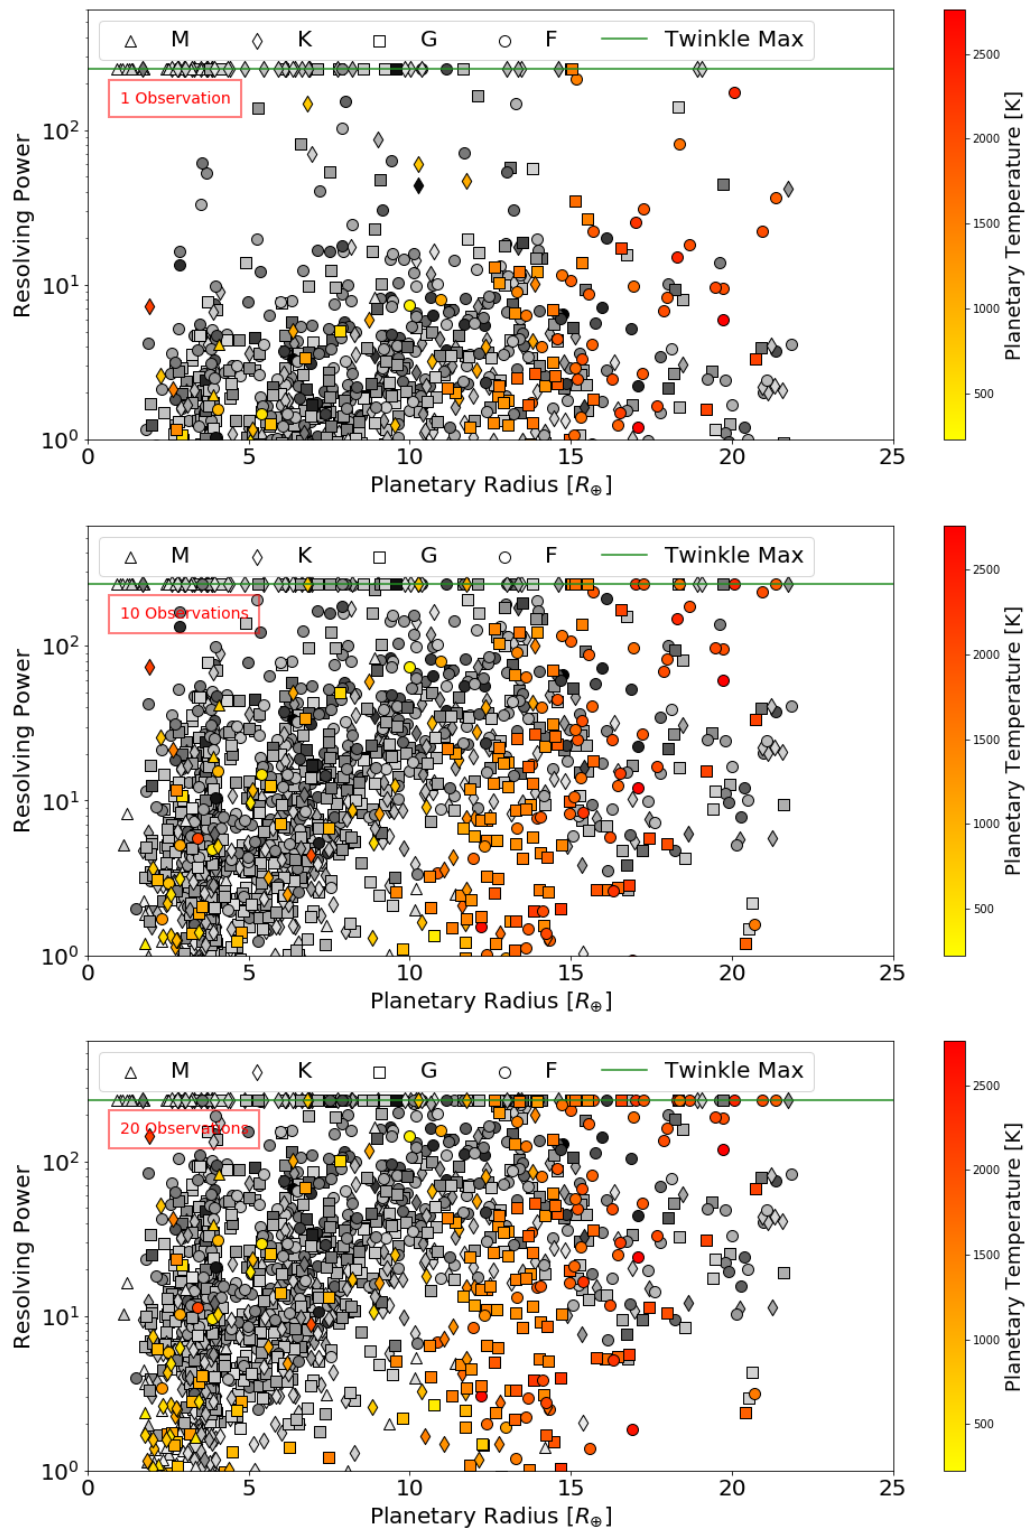 M K G F Twinkle Max
1 Observation
Resolving Power
10²
10¹
10⁰
0 5 10 15 20 25
Planetary Radius [R⊕]
2500
2000
1500
1000
500
Planetary Temperature [K]
M K G F Twinkle Max
10 Observations
Resolving Power
10²
10¹
10⁰
0 5 10 15 20 25
Planetary Radius [R⊕]
2500
2000
1500
1000
500
Planetary Temperature [K]
M K G F Twinkle Max
20 Observations
Resolving Power
10²
10¹
10⁰
0 5 10 15 20 25
Planetary Radius [R⊕]
2500
2000
1500
1000
500
Planetary Temperature [K]